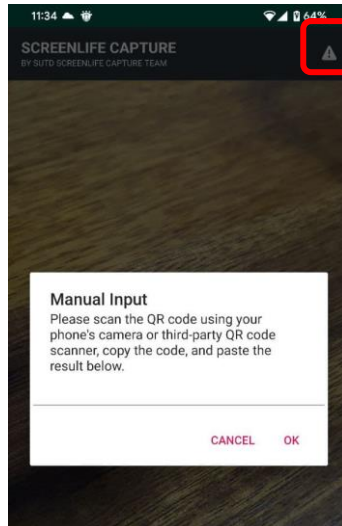 11:34 64%
SCREENLIFE CAPTURE
BY SUTD SCREENLIFE CAPTURE TEAM
Manual Input
Please scan the QR code using your
phone's camera or third-party QR code
scanner, copy the code, and paste the
result below.
CANCEL OK